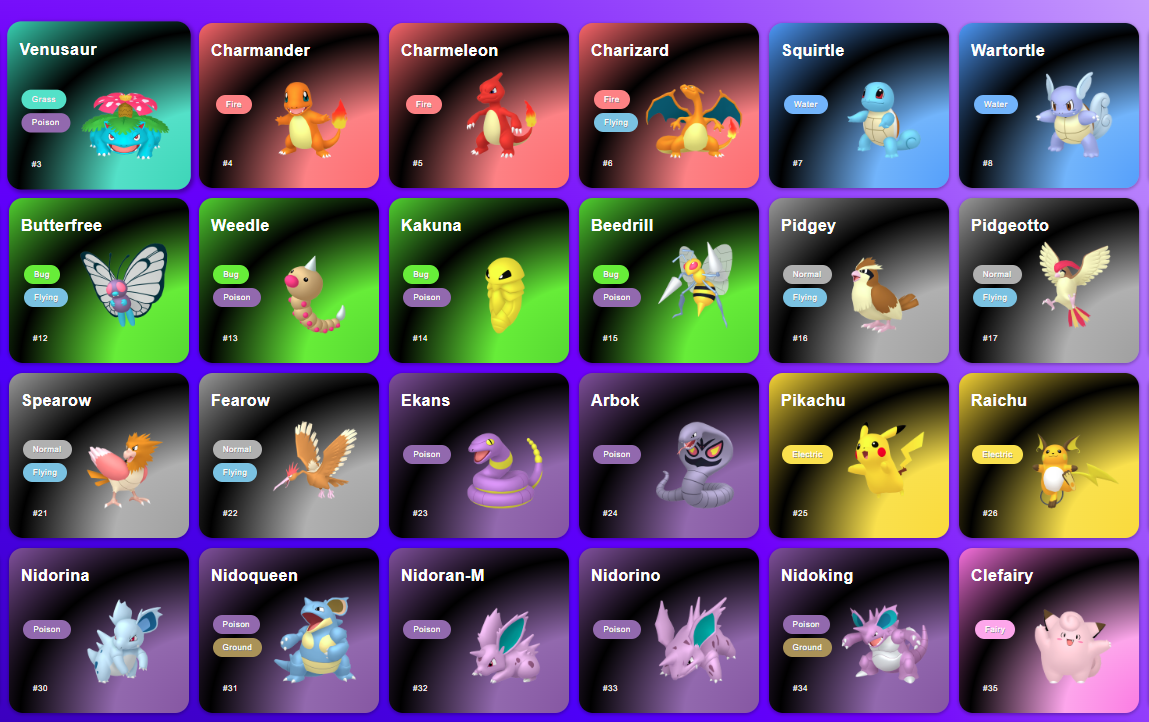 Venusaur
Grass
Poison
#3
Charmander
Fire
#4
Charmeleon
Fire
#5
Charizard
Fire
Flying
#6
Squirtle
Water
#7
Wartortle
Water
#8
Butterfree
Bug
Flying
#12
Weedle
Bug
Poison
#13
Kakuna
Bug
Poison
#14
Beedrill
Bug
Poison
#15
Pidgey
Normal
Flying
#16
Pidgeotto
Normal
Flying
#17
Spearow
Normal
Flying
#21
Fearow
Normal
Flying
#22
Ekans
Poison
#23
Arbok
Poison
#24
Pikachu
Electric
#25
Raichu
Electric
#26
Nidorina
Poison
#30
Nidoqueen
Poison
Ground
#31
Nidoran-M
Poison
#32
Nidorino
Poison
#33
Nidoking
Poison
Ground
#34
Clefairy
Fairy
#35